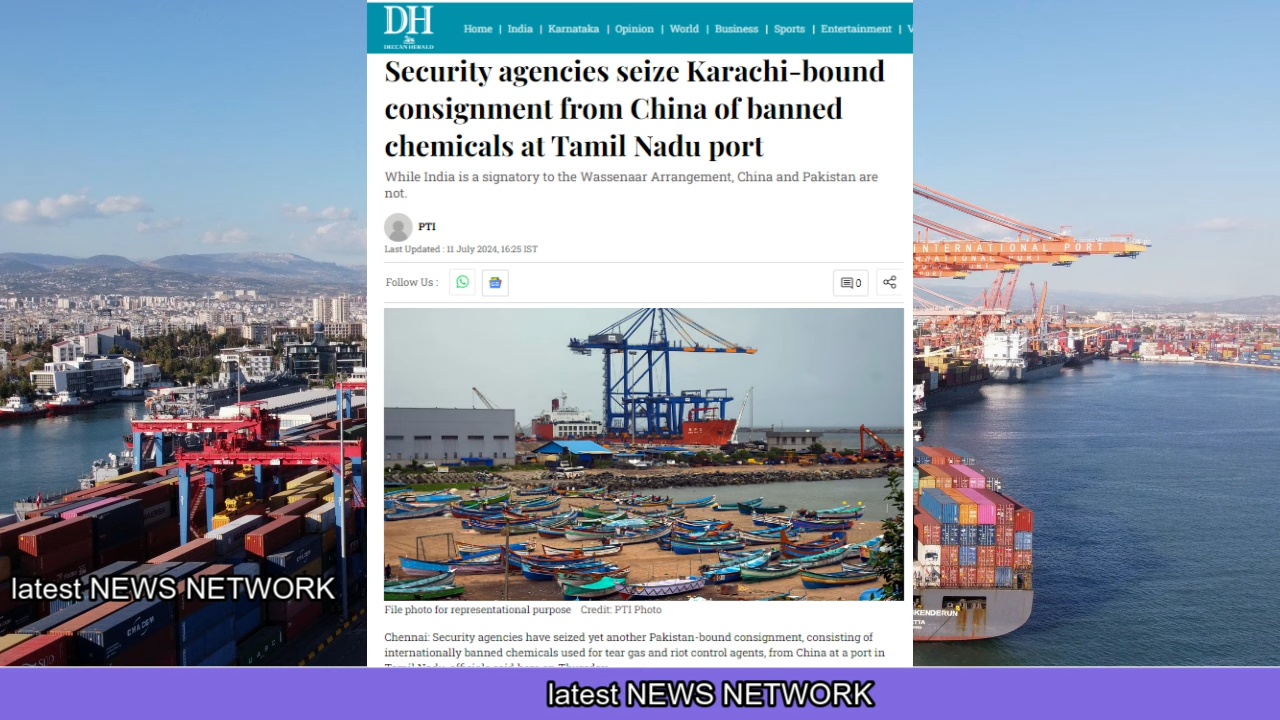 DH
DECCAN HERALD
Home | India | Karnataka | Opinion | World | Business | Sports | Entertainment |
Security agencies seize Karachi-bound
consignment from China of banned
chemicals at Tamil Nadu port
While India is a signatory to the Wassenaar Arrangement, China and Pakistan are
not.
PTI
Last Updated : 11 July 2024, 16:25 IST
Follow Us :
0
File photo for representational purpose Credit: PTI Photo
Chennai: Security agencies have seized yet another Pakistan-bound consignment, consisting of
internationally banned chemicals used for tear gas and riot control agents, from China at a port in
INTERNATIONAL PORT
CMA CGM
latest NEWS NETWORK
latest NEWS NETWORK